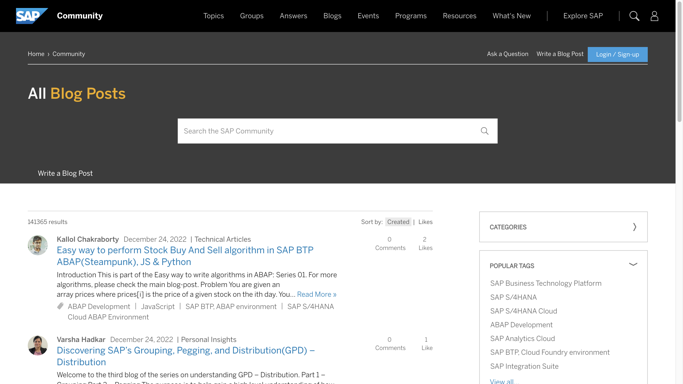 SAP Community Topics Groups Answers Blogs Events Programs Resources What's New Explore SAP
Home › Community Ask a Question Write a Blog Post Login / Sign-up
All Blog Posts
Search the SAP Community
Write a Blog Post
141365 results Sort by: Created | Likes
Kallol Chakraborty December 24, 2022 | Technical Articles
Easy way to perform Stock Buy And Sell algorithm in SAP BTP
ABAP(Steampunk), JS & Python
Introduction This is part of the Easy way to write algorithms in ABAP: Series 01. For more
algorithms, please check the main blog-post. Problem You are given an
array prices where prices[i] is the price of a given stock on the ith day. You... Read More »
ABAP Development | JavaScript | SAP BTP, ABAP environment | SAP S/4HANA
Cloud ABAP Environment
0 2
Comments Likes
Varsha Hadkar December 24, 2022 | Personal Insights
Discovering SAP's Grouping, Pegging, and Distribution(GPD) –
Distribution
Welcome to the third blog of the series on understanding GPD – Distribution. Part 1 –
0 1
Comments Like
CATEGORIES
POPULAR TAGS
SAP Business Technology Platform
SAP S/4HANA
SAP S/4HANA Cloud
ABAP Development
SAP Analytics Cloud
SAP BTP, Cloud Foundry environment
SAP Integration Suite
View all